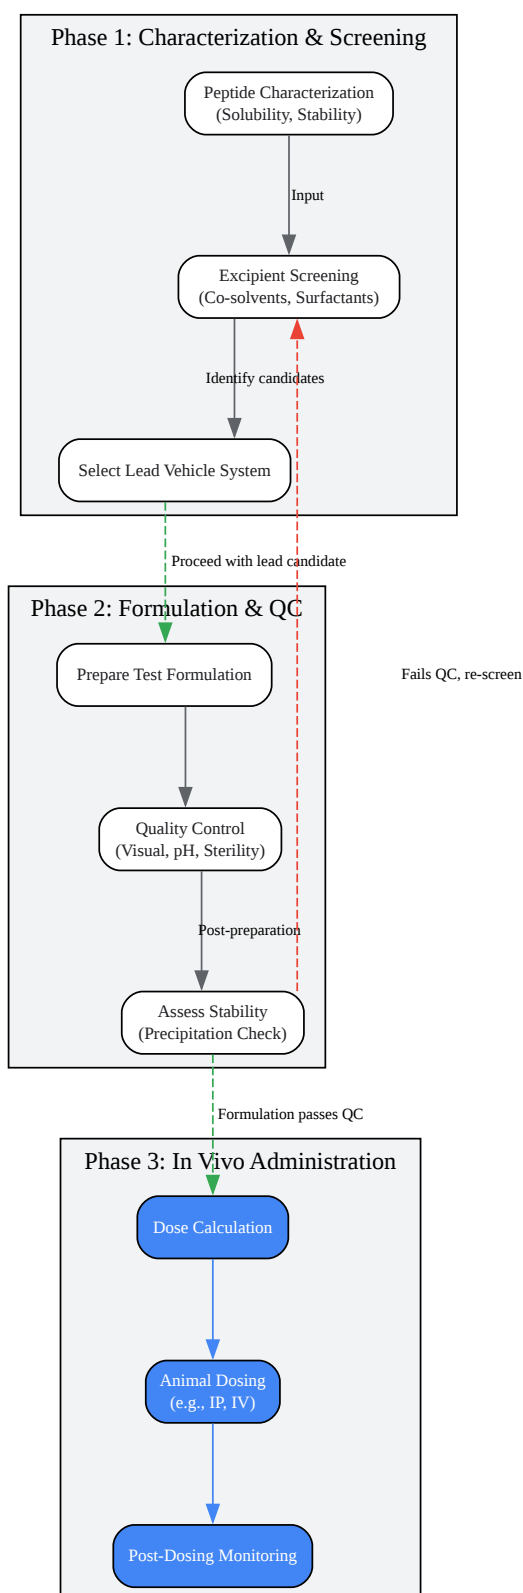 Phase 1: Characterization & Screening
Peptide Characterization
(Solubility, Stability)
Input
Excipient Screening
(Co-solvents, Surfactants)
Identify candidates
Select Lead Vehicle System
Proceed with lead candidate
Phase 2: Formulation & QC
Prepare Test Formulation
Fails QC, re-screen
Quality Control
(Visual, pH, Sterility)
Post-preparation
Assess Stability
(Precipitation Check)
Formulation passes QC
Phase 3: In Vivo Administration
Dose Calculation
Animal Dosing
(e.g., IP, IV)
Post-Dosing Monitoring